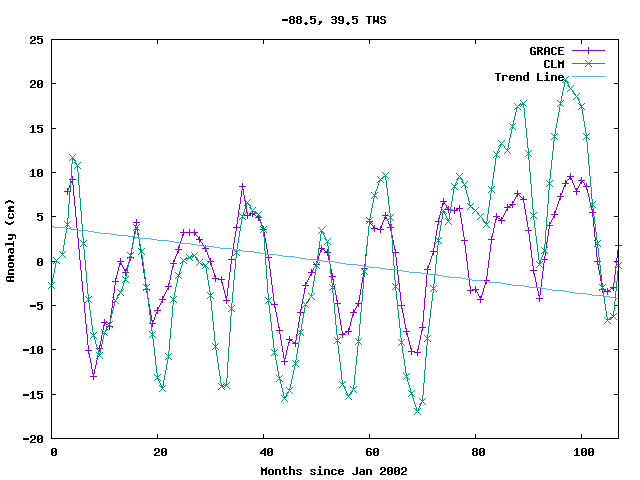 -88.5, 39.5 TWS
GRACE
CLM
Trend Line
25
20
15
10
5
0
-5
-10
-15
-20
Anomaly (cm)
0 20 40 60 80 100
Months since Jan 2002